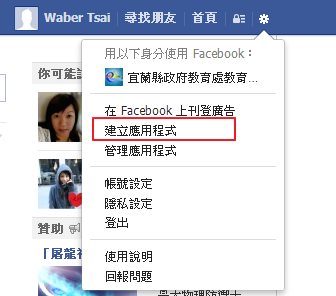 Waber Tsai 尋找朋友 首頁
用以下身分使用 Facebook：
宜蘭縣政府教育處教育...
你可能
在 Facebook 上刊登廣告
建立應用程式
管理應用程式
帳號設定
隱私設定
登出
贊助
「屠龍
使用說明
回報問題